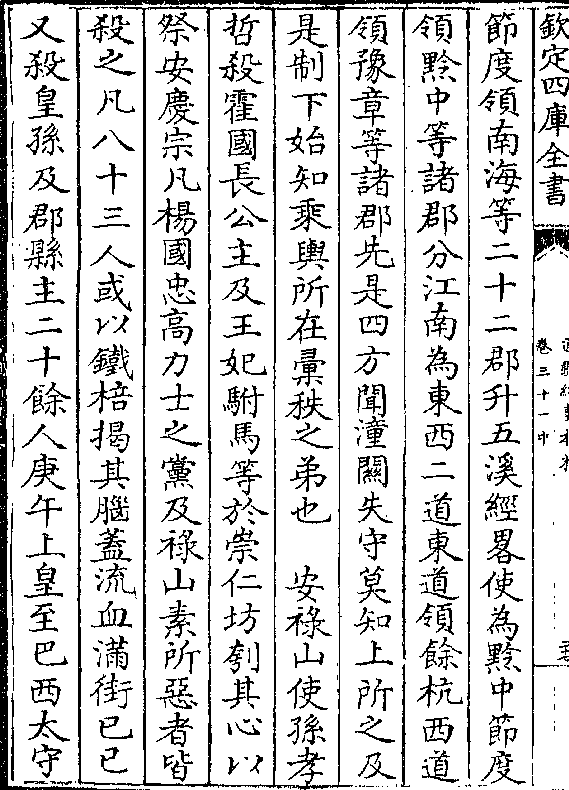 欽定四庫全書
卷三十一中
節度領南海等二十二郡升五溪經畧使為黔中節度
領黔中等諸郡分江南為東西二道東道領餘杭西道
領豫章等諸郡先是四方聞潼關失守莫知上所之及
是制下始知乘輿所在彚秩之弟也　安祿山使孫孝
哲殺霍國長公主及王妃駙馬等於崇仁坊刳其心以
祭安慶宗凡楊國忠高力士之黨及祿山素所惡者皆
殺之凡八十三人或以鐵棓揭其腦蓋流血滿街已巳
又殺皇孫及郡縣主二十餘人庚午上皇至巴西太守